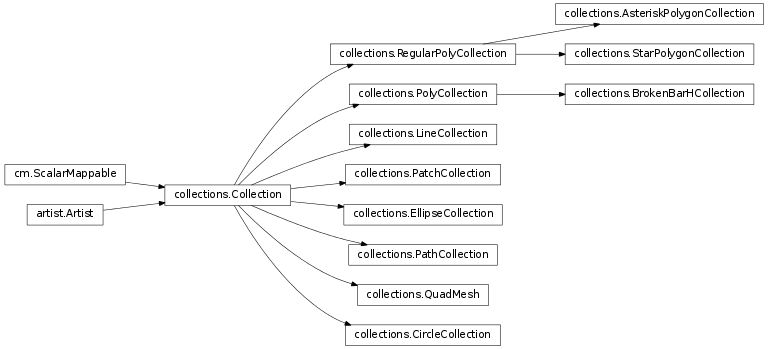 collections.AsteriskPolygonCollection
collections.RegularPolyCollection
collections.StarPolygonCollection
collections.PolyCollection
collections.BrokenBarHCollection
collections.LineCollection
cm.ScalarMappable
collections.PatchCollection
collections.Collection
artist.Artist
collections.EllipseCollection
collections.PathCollection
collections.QuadMesh
collections.CircleCollection